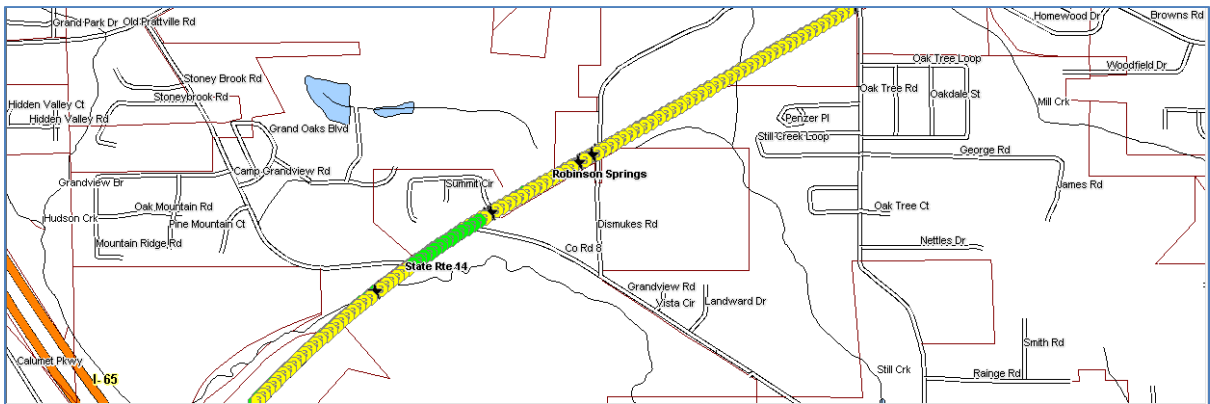 Grand Park Dr
Old Prattville Rd
Homewood Dr
Browns Rd
Oak Tree Loop
Woodfield Dr
Stoney Brook Rd
Oak Tree Rd
Oakdale St
Stoneybrook Rd
Hidden Valley Ct
Mill Crk
Hidden Valley Rd
Penzer Pl
Grand Oaks Blvd
Still Creek Loop
George Rd
Camp Grandview Rd
Robinson Springs
Grandview Br
Summit Cir
James Rd
Oak Mountain Rd
Oak Tree Ct
Hudson Crk
Pine Mountain Ct
Dismukes Rd
Mountain Ridge Rd
Co Rd 8
Nettles Dr
State Rte 14
Grandview Rd
Vista Cir
Landward Dr
Smith Rd
Calumet Pkwy
I- 65
Still Crk
Rainge Rd